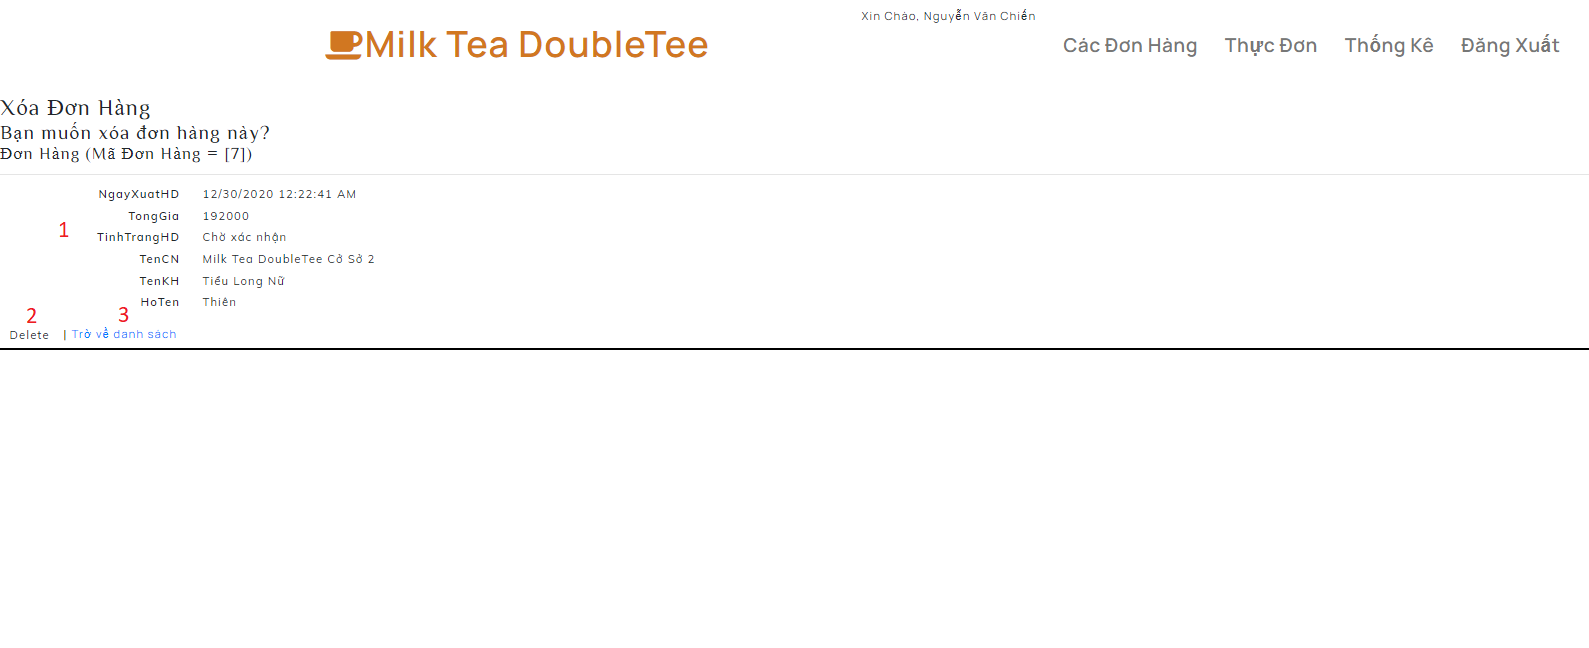 Xin Chào, Nguyễn Văn Chiến
Milk Tea DoubleTee
Các Đơn Hàng Thực Đơn Thống Kê Đăng Xuất
Xóa Đơn Hàng
Bạn muốn xóa đơn hàng này?
Đơn Hàng (Mã Đơn Hàng = [7])
NgayXuatHD 12/30/2020 12:22:41 AM
TongGia 192000
1
TinhTrangHD Chờ xác nhận
TenCN Milk Tea DoubleTee Cở Sở 2
TenKH Tiểu Long Nữ
HoTen Thiên
2 3
Delete | Trở về danh sách